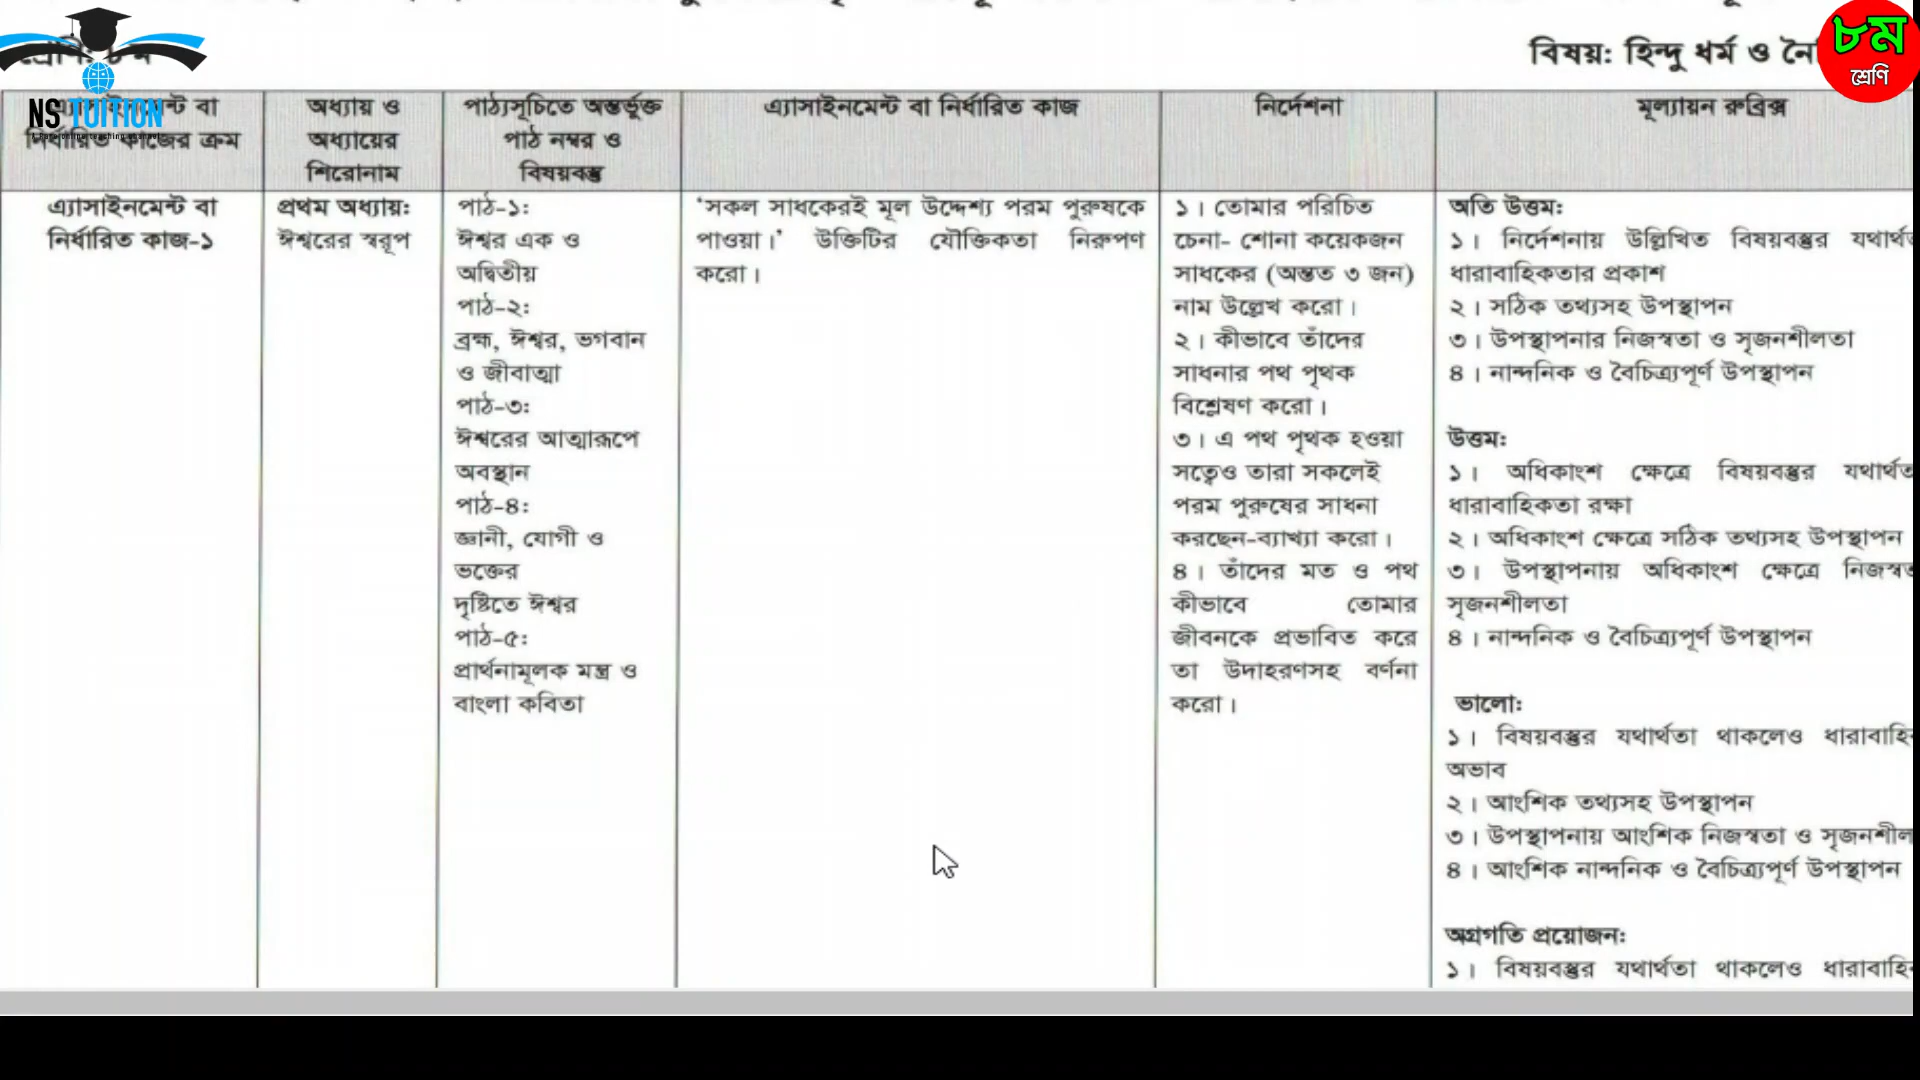 ৮ম
শ্রেণি
বিষয়: হিন্দু ধর্ম ও
NS TUITION
নির্ধারিত কাজের ক্রম
অধ্যায় ও
অধ্যায়ের
শিরোনাম
পাঠ্যসূচিতে অন্তর্ভুক্ত
পাঠ নম্বর ও
বিষয়বস্তু
এ্যাসাইনমেন্ট বা নির্ধারিত কাজ
নির্দেশনা
মূল্যায়ন রুব্রিক্স
এ্যাসাইনমেন্ট বা
নির্ধারিত কাজ-১
প্রথম অধ্যায়:
ঈশ্বরের স্বরূপ
পাঠ-১:
ঈশ্বর এক ও
অদ্বিতীয়
পাঠ-২:
ব্রহ্ম, ঈশ্বর, ভগবান
ও জীবাত্মা
পাঠ-৩:
ঈশ্বরের আত্মারূপে
অবস্থান
পাঠ-৪:
জ্ঞানী, যোগী ও
ভক্তের
দৃষ্টিতে ঈশ্বর
পাঠ-৫:
প্রার্থনামূলক মন্ত্র ও
বাংলা কবিতা
‘সকল সাধকেরই মূল উদ্দেশ্য পরম পুরুষকে
পাওয়া।’ উক্তিটির যৌক্তিকতা নিরুপণ
করো।
১। তোমার পরিচিত
চেনা- শোনা কয়েকজন
সাধকের (অন্তত ৩ জন)
নাম উল্লেখ করো।
২। কীভাবে তাঁদের
সাধনার পথ পৃথক
বিশ্লেষণ করো।
৩। এ পথ পৃথক হওয়া
সত্বেও তারা সকলেই
পরম পুরুষের সাধনা
করছেন-ব্যাখ্যা করো।
৪। তাঁদের মত ও পথ
কীভাবে তোমার
জীবনকে প্রভাবিত করে
তা উদাহরণসহ বর্ণনা
করো।
অতি উত্তম:
১। নির্দেশনায় উল্লিখিত বিষয়বস্তুর
ধারাবাহিকতার প্রকাশ
২। সঠিক তথ্যসহ উপস্থাপন
৩। উপস্থাপনার নিজস্বতা ও সৃজনশীলতা
৪। নান্দনিক ও বৈচিত্র্যপূর্ণ উপস্থাপন
উত্তম:
১। অধিকাংশ ক্ষেত্রে বিষয়বস্তুর
ধারাবাহিকতা রক্ষা
২। অধিকাংশ ক্ষেত্রে সঠিক তথ্যসহ উপস্থাপন
৩। উপস্থাপনায় অধিকাংশ ক্ষেত্রে
সৃজনশীলতা
৪। নান্দনিক ও বৈচিত্র্যপূর্ণ উপস্থাপন
ভালো:
১। বিষয়বস্তুর যথার্থতা থাকলেও
অভাব
২। আংশিক তথ্যসহ উপস্থাপন
৩। উপস্থাপনায় আংশিক নিজস্বতা ও
৪। আংশিক নান্দনিক ও বৈচিত্র্যপূর্ণ উপস্থাপন
অগ্রগতি প্রয়োজন:
১। বিষয়বস্তুর যথার্থতা থাকলেও